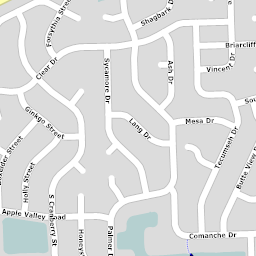 Forsythia Street
Shagbark Dr
Briarcliff
Clear Dr
Vincent Dr
Ash Dr
Sycamore Dr
Ginkgo Street
Lang Dr
Mesa Dr
Tecumseh Dr
Holly Street
Butte View
S Cranberry St
Apple Valley Road
Palmer D
Comanche Dr